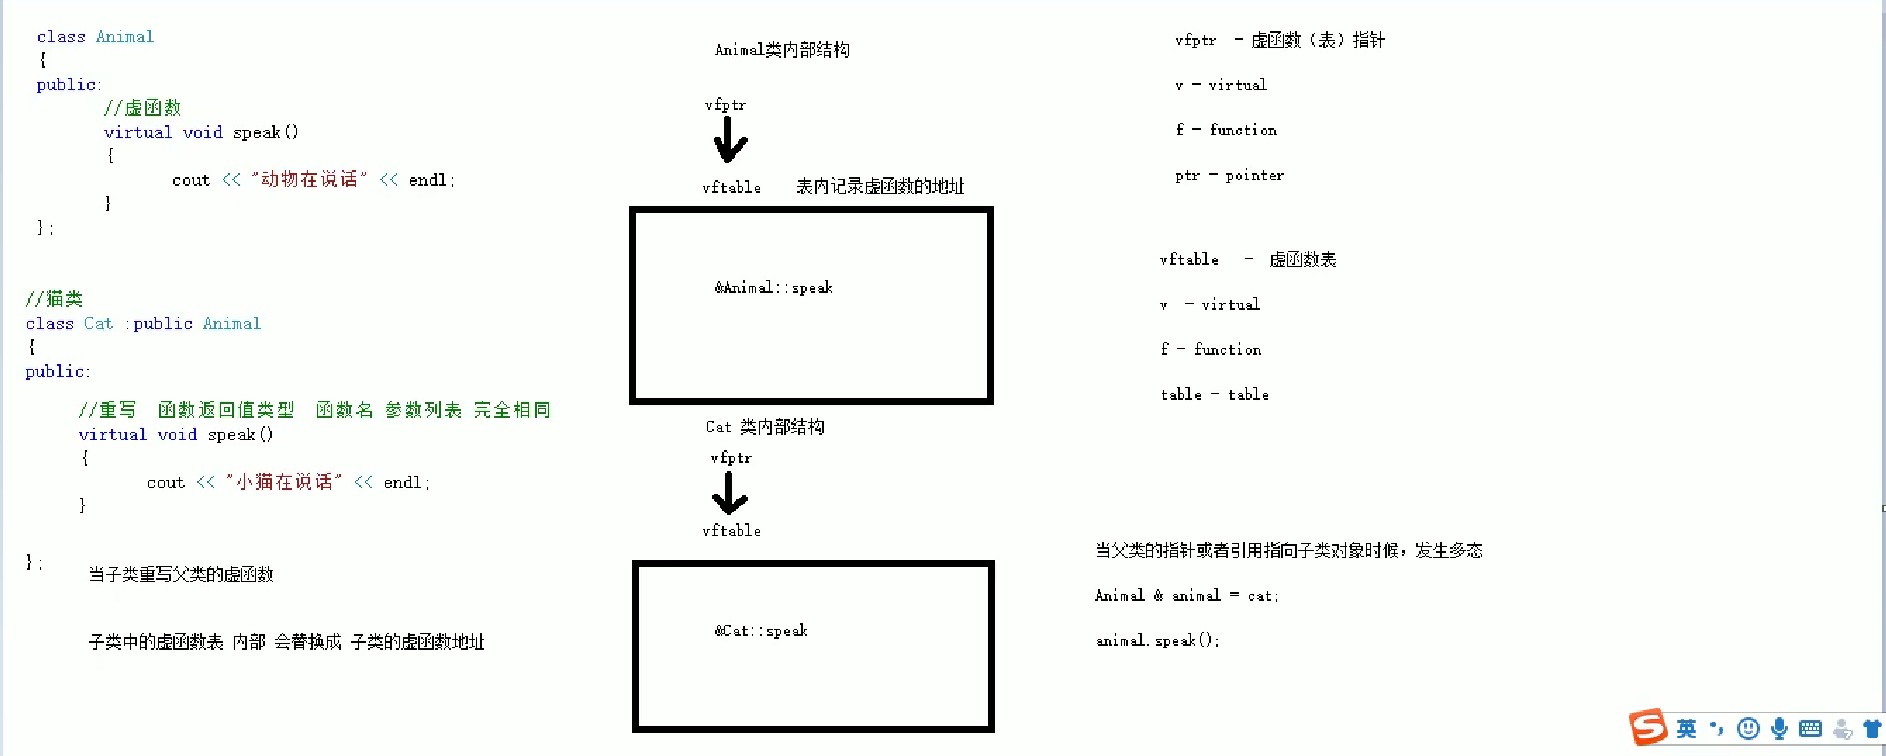 class Animal
{
public:
//虚函数
virtual void speak()
{
cout << "动物在说话" << endl;
}
};
//猫类
class Cat :public Animal
{
public:
//重写 函数返回值类型 函数名 参数列表 完全相同
virtual void speak()
{
cout << "小猫在说话" << endl;
}
};
当子类重写父类的虚函数
子类中的虚函数表 内部 会替换成 子类的虚函数地址
Animal类内部结构
vfptr
vftable 表内记录虚函数的地址
&Animal::speak
Cat 类内部结构
vfptr
vftable
&Cat::speak
vfptr - 虚函数（表）指针
v - virtual
f - function
ptr - pointer
vftable - 虚函数表
v - virtual
f - function
table - table
当父类的指针或者引用指向子类对象时候，发生多态
Animal & animal = cat;
animal.speak();
S 英